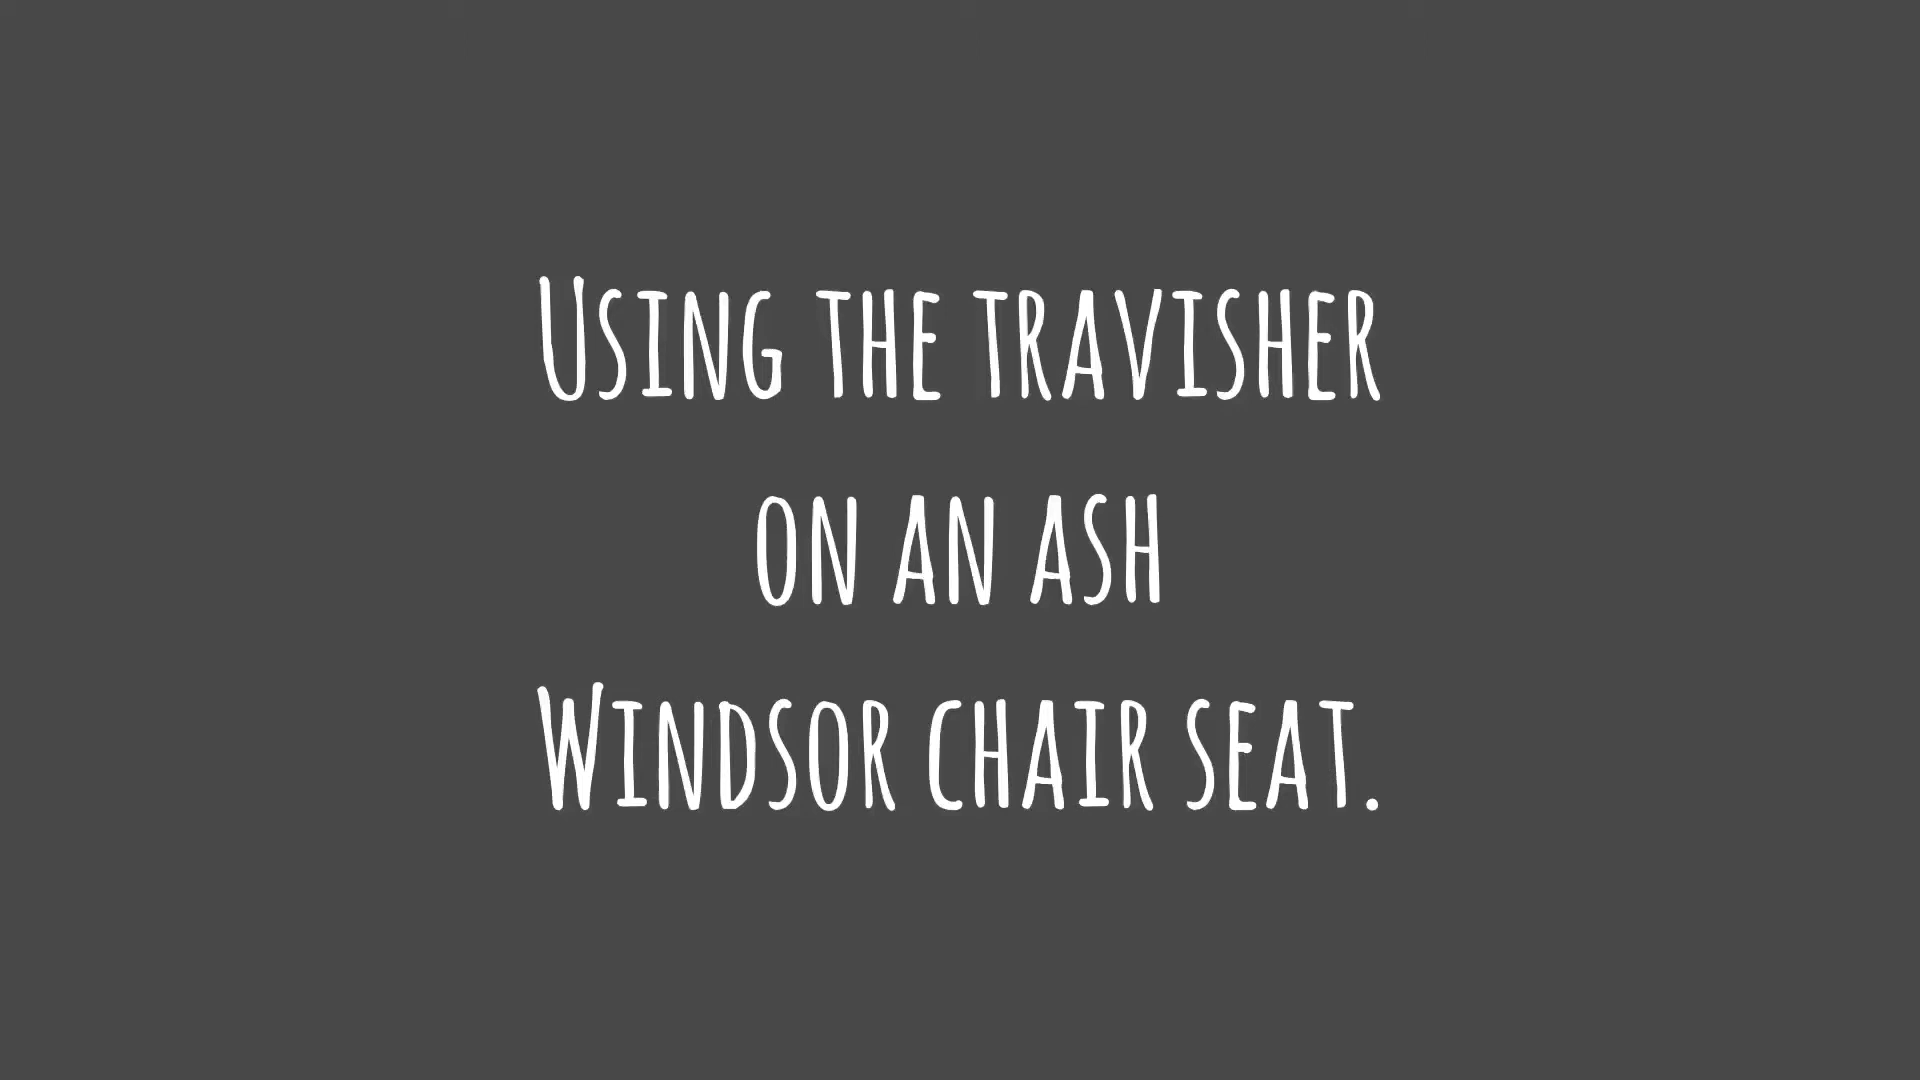 Using the travisher
on an ash
Windsor chair seat.